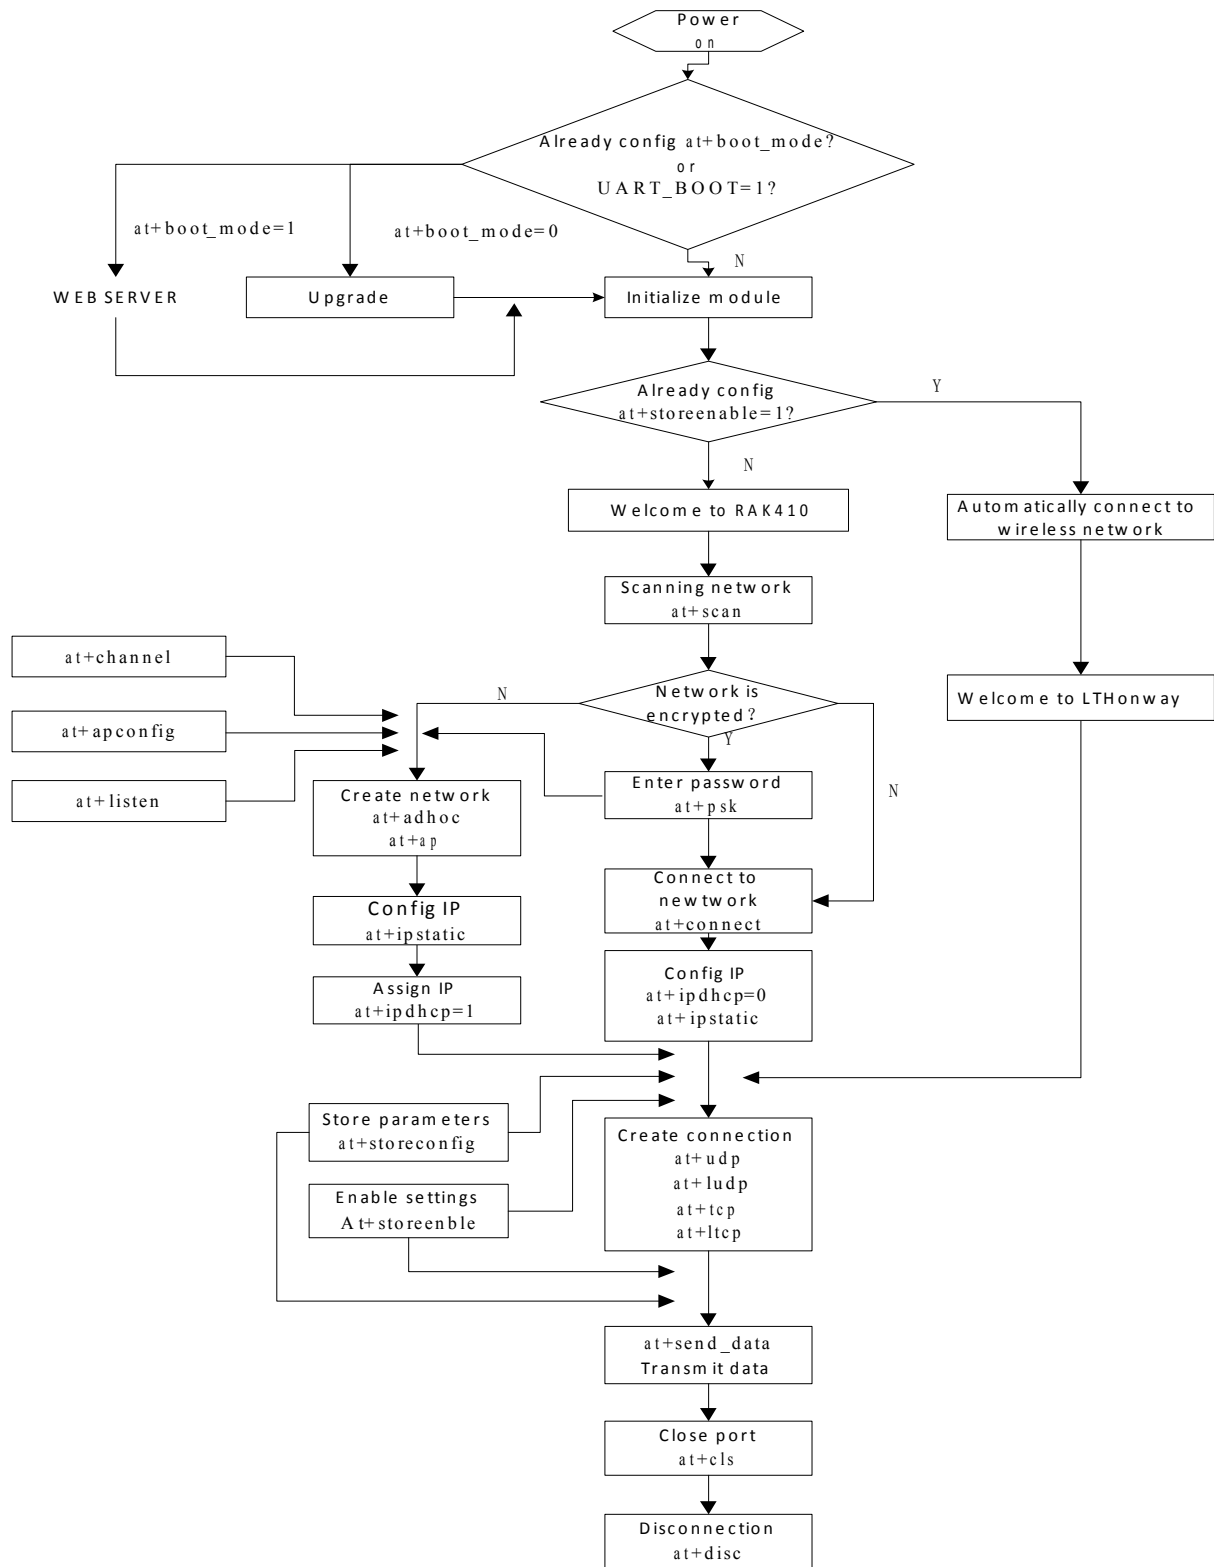 Power
on
Already config at+boot_mode?
or
UART_BOOT=1?
at+boot_mode=1
at+boot_mode=0
N
WEB SERVER
Upgrade
Initialize module
Already config
at+storeenable=1?
Y
N
Welcome to RAK410
Automatically connect to
wireless network
Scanning network
at+scan
at+channel
N
Network is
encrypted?
Welcome to LTHonway
at+apconfig
Y
at+listen
Create network
at+adhoc
at+ap
Enter password
at+psk
N
Connect to
newtwork
at+connect
Config IP
at+ipstatic
Config IP
at+ipdhcp=0
at+ipstatic
Assign IP
at+ipdhcp=1
Store parameters
at+storeconfig
Create connection
at+udp
at+ludp
at+tcp
at+ltcp
Enable settings
At+storeenble
at+send_data
Transmit data
Close port
at+cls
Disconnection
at+disc